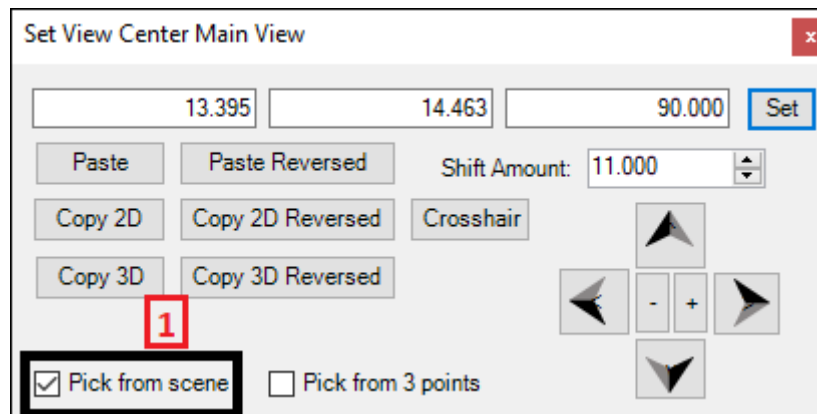 Set View Center Main View x
13.395 14.463 90.000 Set
Paste Paste Reversed Shift Amount: 11.000
Copy 2D Copy 2D Reversed Crosshair
Copy 3D Copy 3D Reversed - +
1
Pick from scene Pick from 3 points